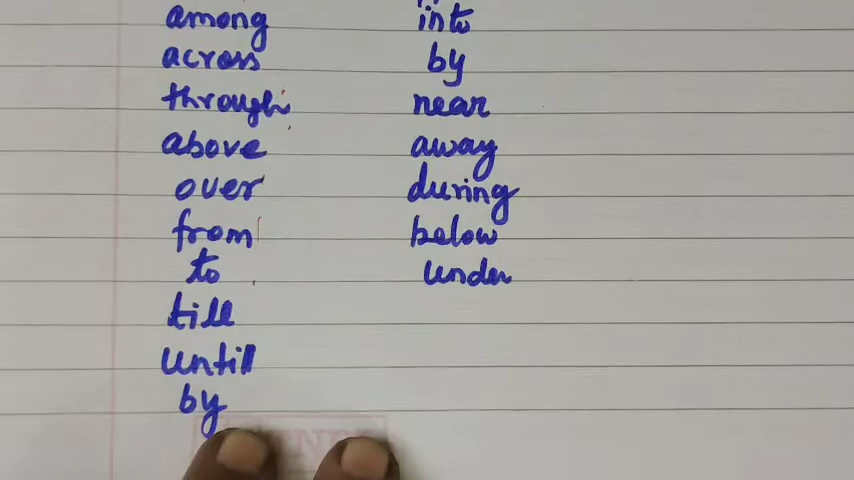 among
across
through
above
over
from
to
till
until
by
into
by
near
away
during
below
under